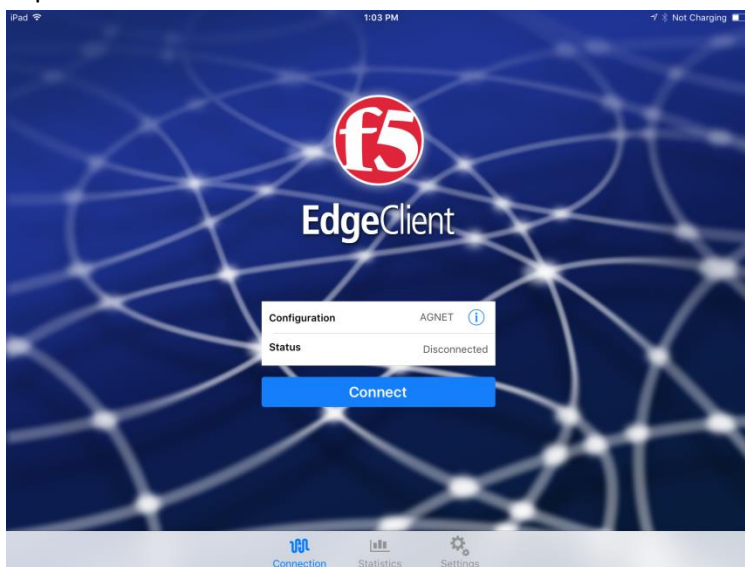 iPad 1:03 PM Not Charging
f5
EdgeClient
Configuration AGNET
Status Disconnected
Connect
Connection Statistics Settings